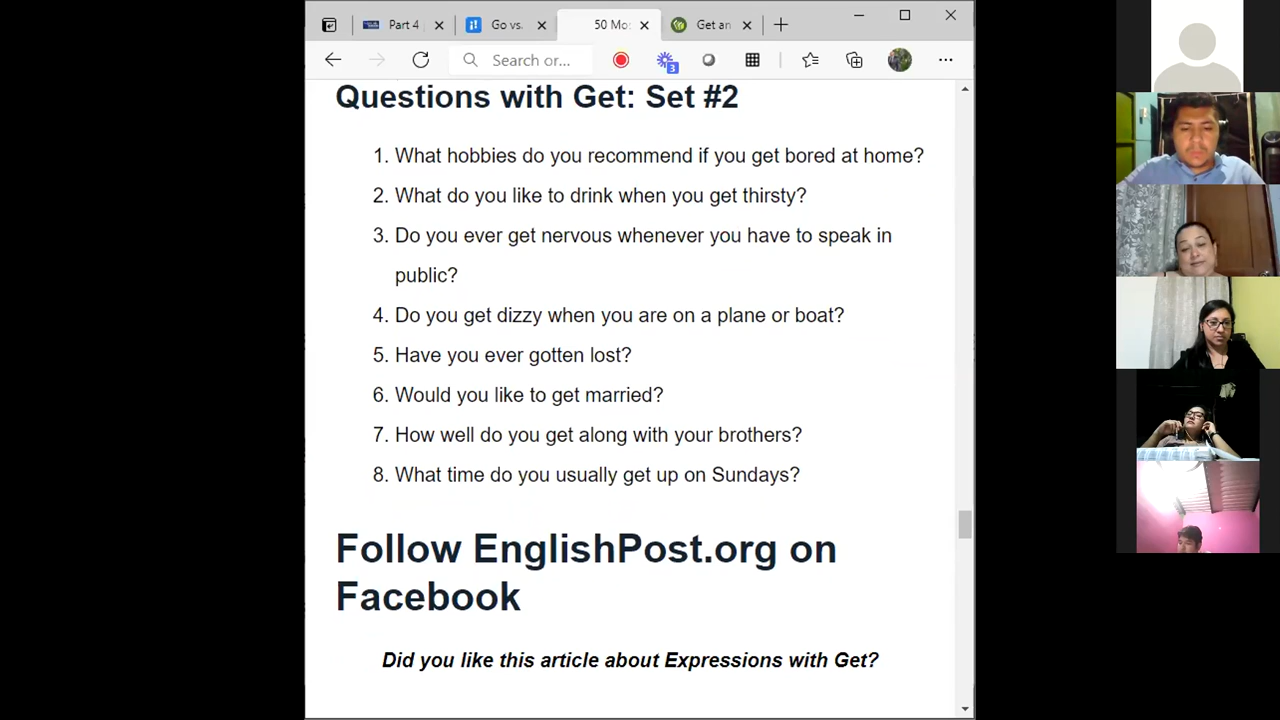 Part 4
Go vs.
50 Mo
Get an
Search or...
3
Questions with Get: Set #2
1. What hobbies do you recommend if you get bored at home?
2. What do you like to drink when you get thirsty?
3. Do you ever get nervous whenever you have to speak in
public?
4. Do you get dizzy when you are on a plane or boat?
5. Have you ever gotten lost?
6. Would you like to get married?
7. How well do you get along with your brothers?
8. What time do you usually get up on Sundays?
Follow EnglishPost.org on
Facebook
Did you like this article about Expressions with Get?